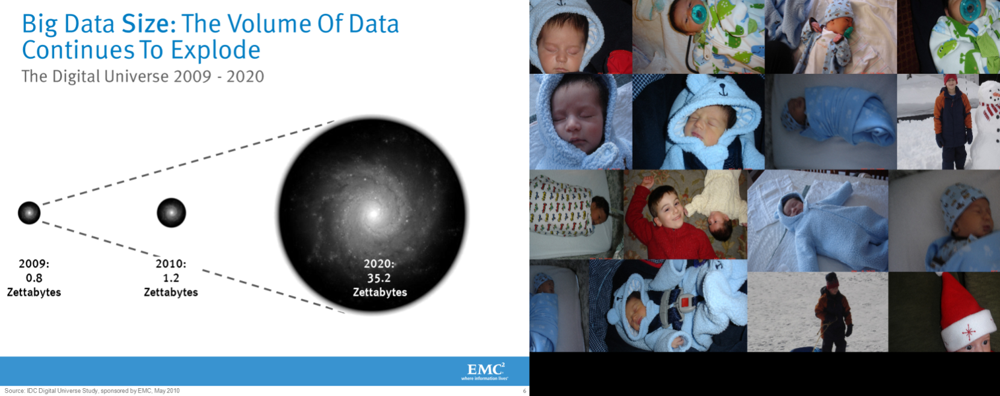 Big Data Size: The Volume Of Data
Continues To Explode
The Digital Universe 2009 - 2020
2009:
0.8
Zettabytes
2010:
1.2
Zettabytes
2020:
35.2
Zettabytes
EMC²
where information lives®
Source: IDC Digital Universe Study, sponsored by EMC, May 2010
6